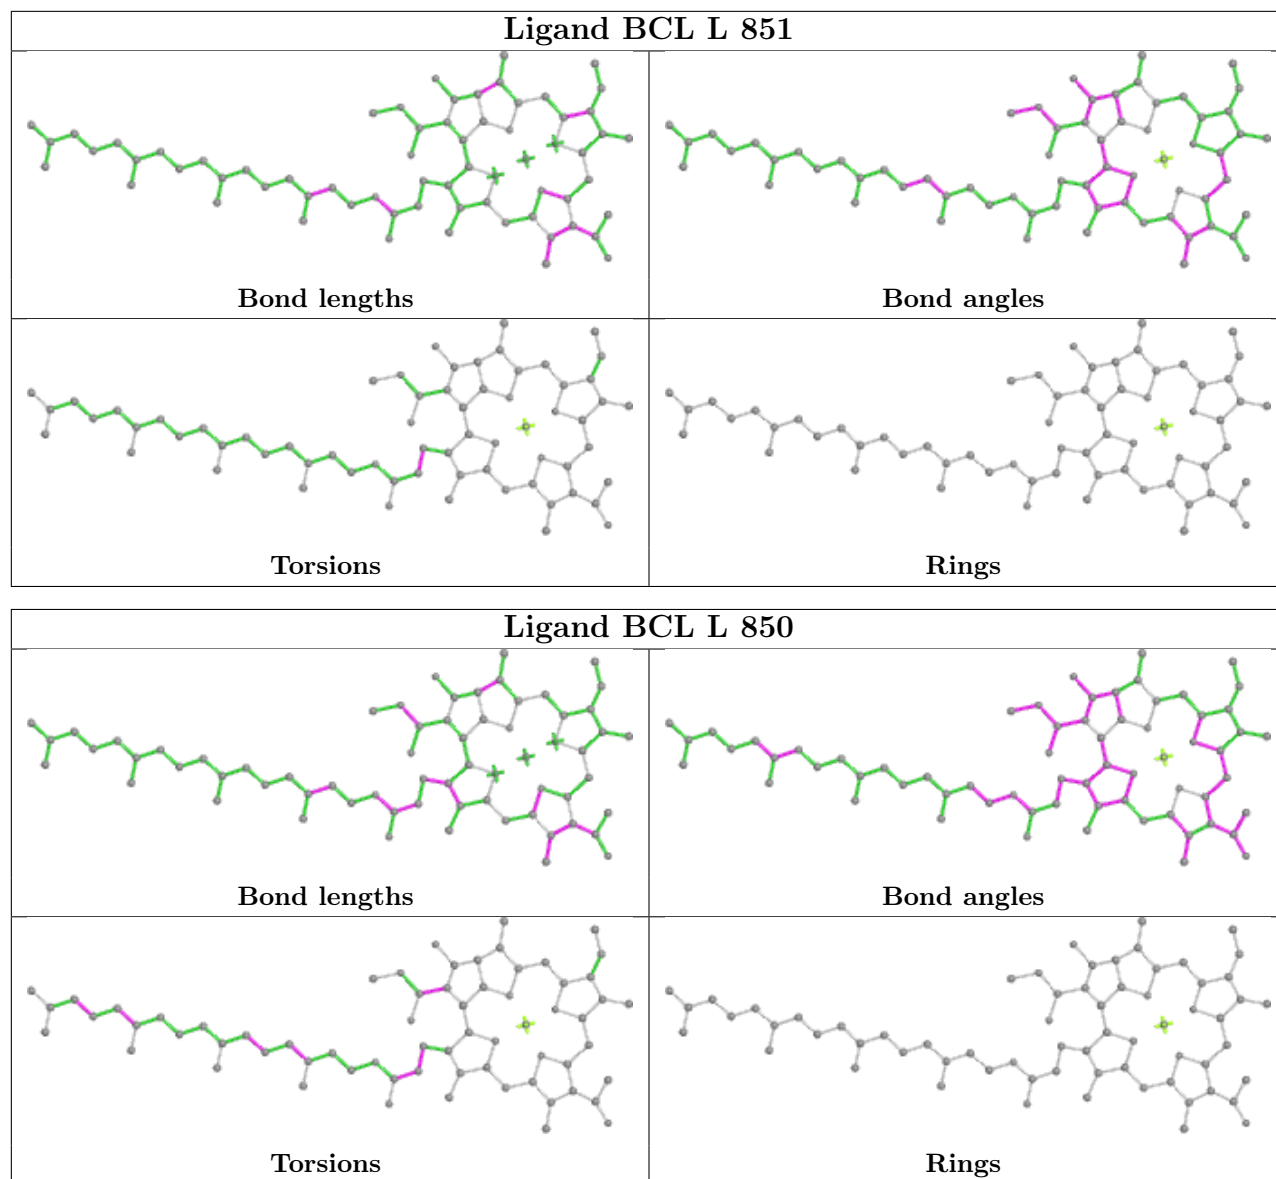 Ligand BCL L 851
Bond lengths
Bond angles
Torsions
Rings
Ligand BCL L 850
Bond lengths
Bond angles
Torsions
Rings